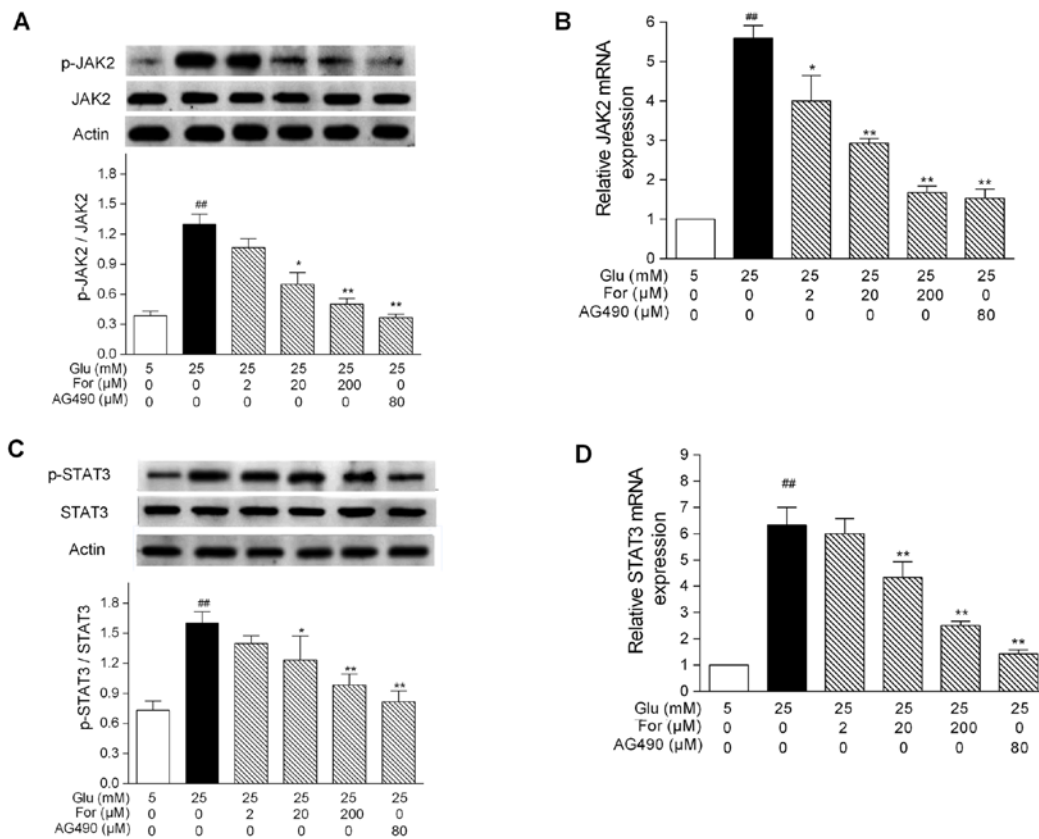 A
p-JAK2
JAK2
Actin
p-JAK2 / JAK2
1.8
1.5
1.2
0.9
0.6
0.3
0.0
##
*
**
**
Glu (mM) 5 25 25 25 25 25
For (µM) 0 0 2 20 200 0
AG490 (µM) 0 0 0 0 0 80
B
Relative JAK2 mRNA
expression
6
5
4
3
2
1
0
##
*
**
**
**
Glu (mM) 5 25 25 25 25 25
For (µM) 0 0 2 20 200 0
AG490 (µM) 0 0 0 0 0 80
C
p-STAT3
STAT3
Actin
p-STAT3 / STAT3
1.8
1.5
1.2
0.9
0.6
0.3
0.0
##
*
**
**
Glu (mM) 5 25 25 25 25 25
For (µM) 0 0 2 20 200 0
AG490 (µM) 0 0 0 0 0 80
D
Relative STAT3 mRNA
expression
9
8
7
6
5
4
3
2
1
0
##
**
**
**
Glu (mM) 5 25 25 25 25 25
For (µM) 0 0 2 20 200 0
AG490 (µM) 0 0 0 0 0 80